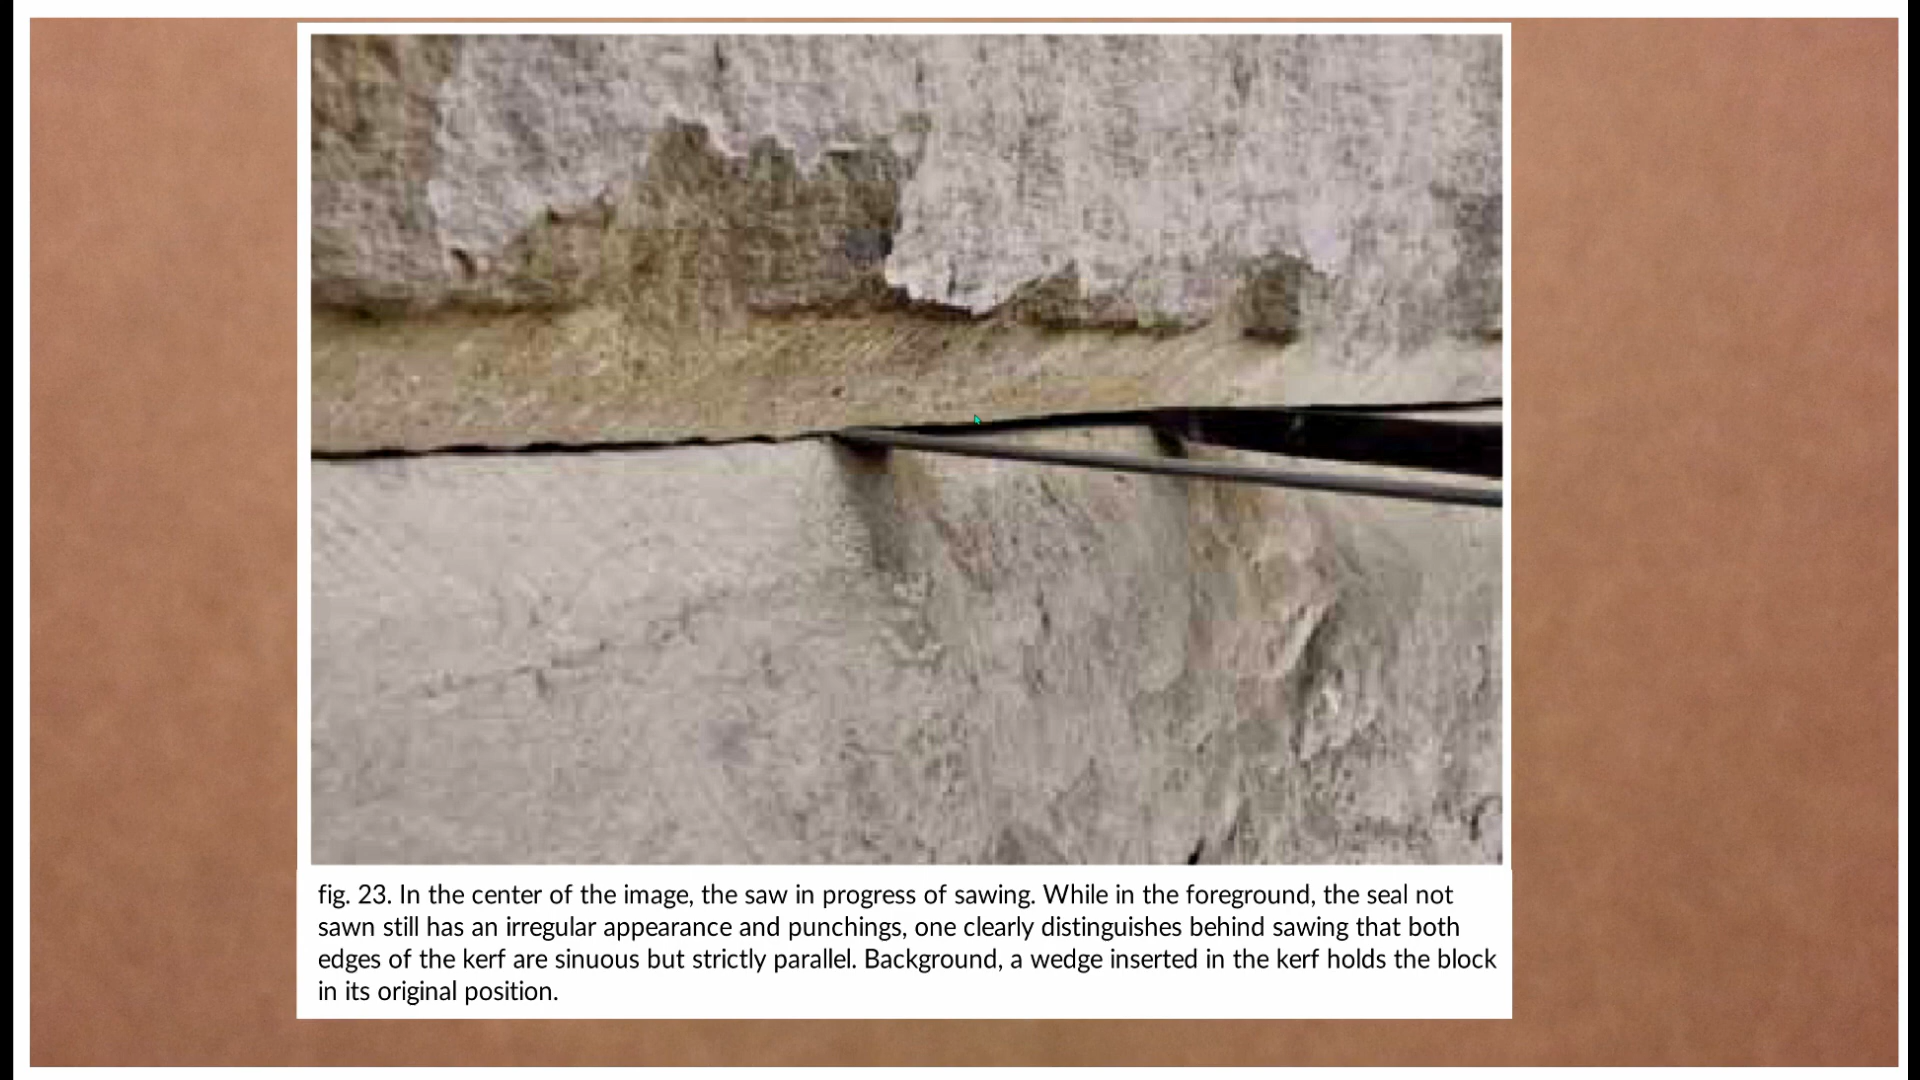 fig. 23. In the center of the image, the saw in progress of sawing. While in the foreground, the seal not
sawn still has an irregular appearance and punchings, one clearly distinguishes behind sawing that both
edges of the kerf are sinuous but strictly parallel. Background, a wedge inserted in the kerf holds the block
in its original position.